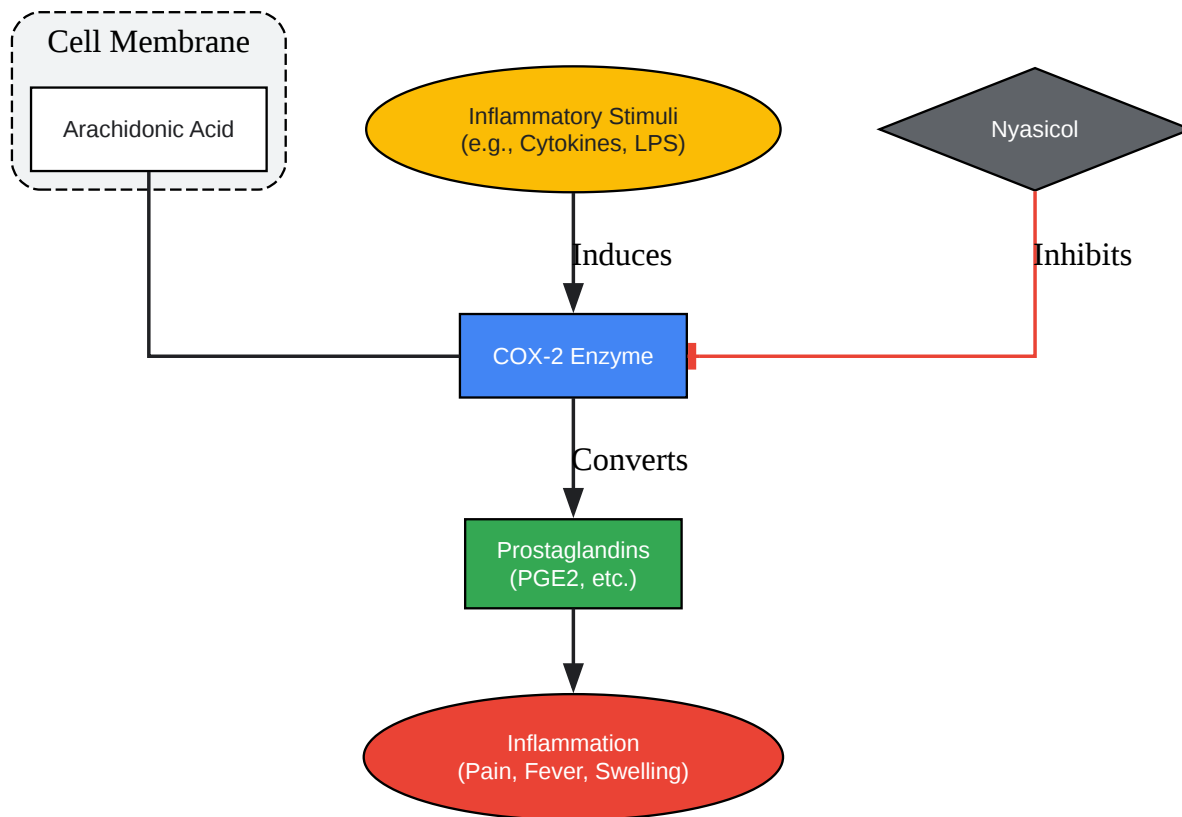 Cell Membrane
Arachidonic Acid
Inflammatory Stimuli
(e.g., Cytokines, LPS)
Nyasicol
Induces
Inhibits
COX-2 Enzyme
Converts
Prostaglandins
(PGE2, etc.)
Inflammation
(Pain, Fever, Swelling)